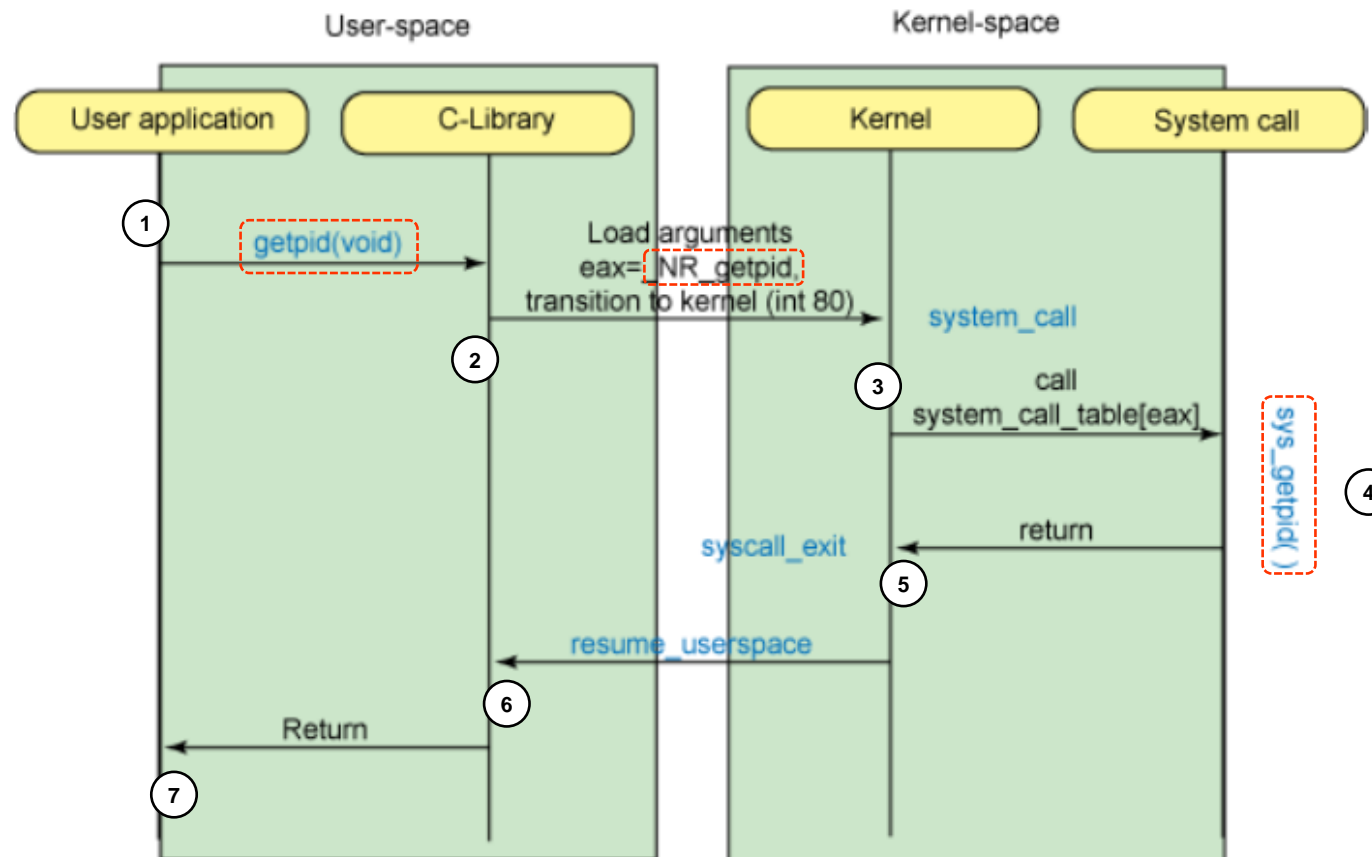 User-space
Kernel-space
User application
C-Library
Kernel
System call
1
getpid(void)
Load arguments
eax=_NR_getpid,
transition to kernel (int 80)
system_call
2
3
call
system_call_table[eax]
sys_getpid( )
4
return
syscall_exit
5
resume_userspace
6
Return
7